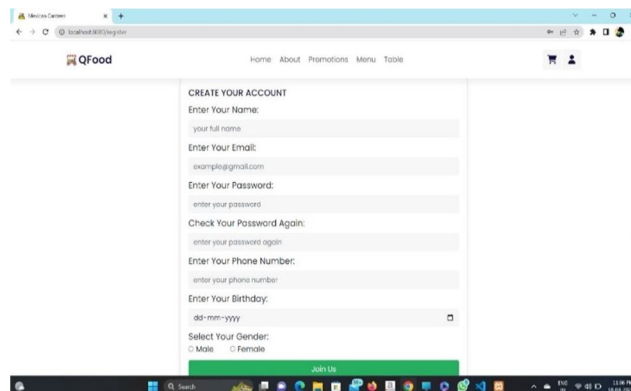 Mexican Canteen
localhost:8080/register
QFood
Home About Promotions Menu Table
CREATE YOUR ACCOUNT
Enter Your Name:
your full name
Enter Your Email:
example@gmail.com
Enter Your Password:
enter your password
Check Your Password Again:
enter your password again
Enter Your Phone Number:
enter your phone number
Enter Your Birthday:
dd-mm-yyyy
Select Your Gender:
Male Female
Join Us
Search
ENG
IN